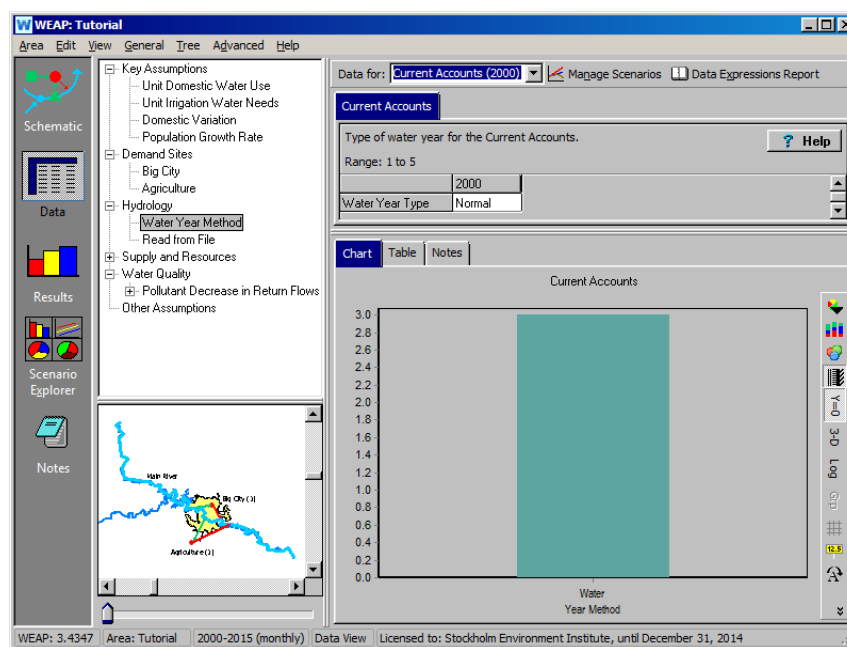 WEAP: Tutorial
Area Edit View General Tree Advanced Help
Schematic
Data
Results
Scenario
Explorer
Notes
Key Assumptions
Unit Domestic Water Use
Unit Irrigation Water Needs
Domestic Variation
Population Growth Rate
Demand Sites
Big City
Agriculture
Hydrology
Water Year Method
Read from File
Supply and Resources
Water Quality
Pollutant Decrease in Return Flows
Other Assumptions
Main River
Big City (3)
Agriculture (3)
Data for: Current Accounts (2000) Manage Scenarios Data Expressions Report
Current Accounts
Type of water year for the Current Accounts.
? Help
Range: 1 to 5
2000
Water Year Type Normal
Chart Table Notes
Current Accounts
3.0
2.8
2.6
2.4
2.2
2.0
1.8
1.6
1.4
1.2
1.0
0.8
0.6
0.4
0.2
0.0
Water
Year Method
Y=0
3-D
Log
Grp
12.5
A
WEAP: 3.4347 Area: Tutorial 2000-2015 (monthly) Data View Licensed to: Stockholm Environment Institute, until December 31, 2014